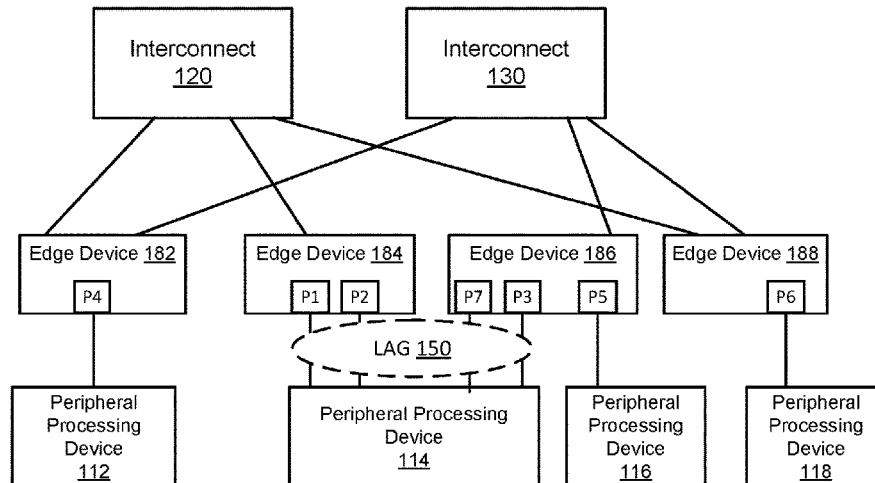 Interconnect
120
Interconnect
130
Edge Device 182
Edge Device 184
Edge Device 186
Edge Device 188
P4
P1
P2
P7
P3
P5
P6
LAG 150
Peripheral
Processing
Device
112
Peripheral Processing
Device
114
Peripheral
Processing
Device
116
Peripheral
Processing
Device
118